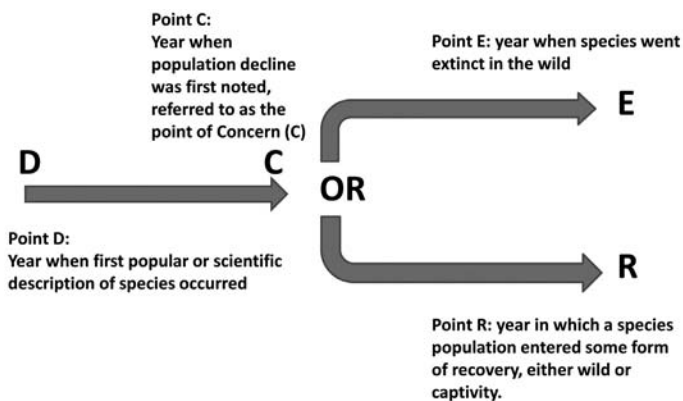 Point C:
Year when
population decline
was first noted,
referred to as the
point of Concern (C)
Point E: year when species went
extinct in the wild
E
D
C
OR
Point D:
Year when first popular or scientific
description of species occurred
R
Point R: year in which a species
population entered some form
of recovery, either wild or
captivity.